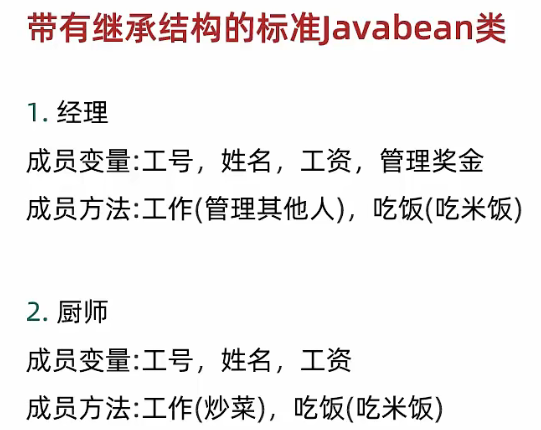 带有继承结构的标准Javabean类
1. 经理
成员变量:工号，姓名，工资，管理奖金
成员方法:工作(管理其他人)，吃饭(吃米饭)
2. 厨师
成员变量:工号，姓名，工资
成员方法:工作(炒菜)，吃饭(吃米饭)